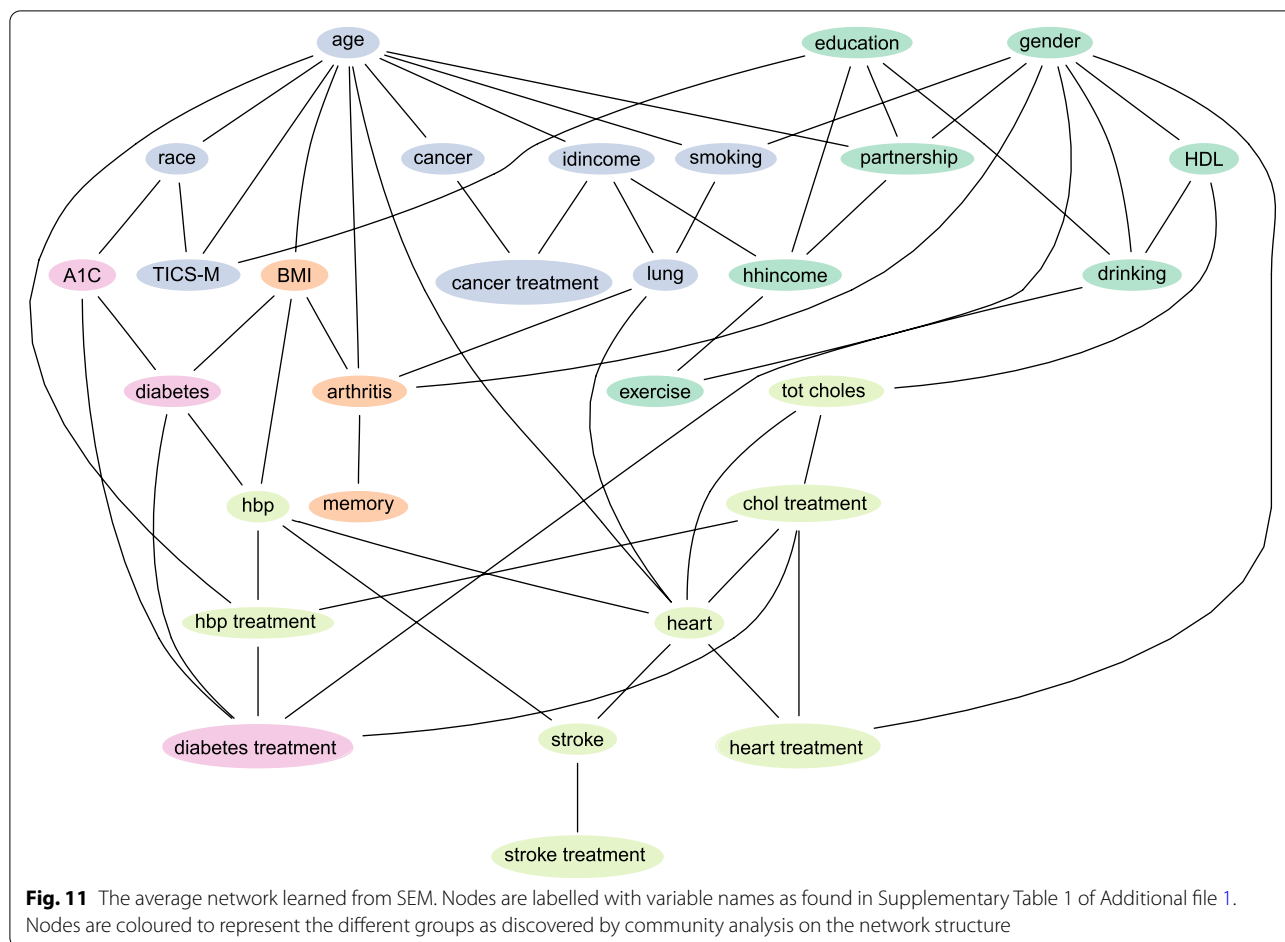 age
education
gender
race
cancer
idincome
smoking
partnership
HDL
A1C
TICS-M
BMI
cancer treatment
lung
hhincome
drinking
diabetes
arthritis
exercise
tot choles
hbp
memory
chol treatment
hbp treatment
heart
diabetes treatment
stroke
heart treatment
stroke treatment
Fig. 11 The average network learned from SEM. Nodes are labelled with variable names as found in Supplementary Table 1 of Additional file 1.
Nodes are coloured to represent the different groups as discovered by community analysis on the network structure